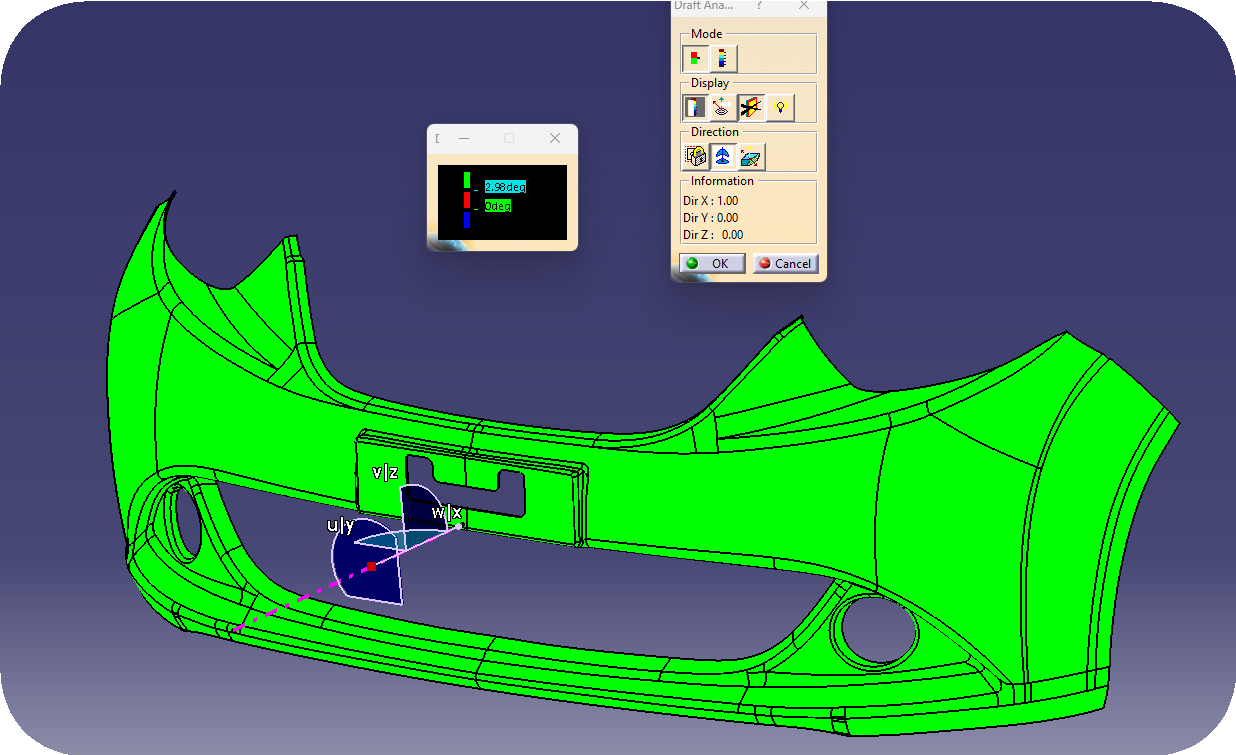 Draft Ana... ?
Mode
Display
Direction
Information
Dir X : 1.00
Dir Y : 0.00
Dir Z : 0.00
OK Cancel
[
2.98deg
0deg
v|z
w|x
u|y